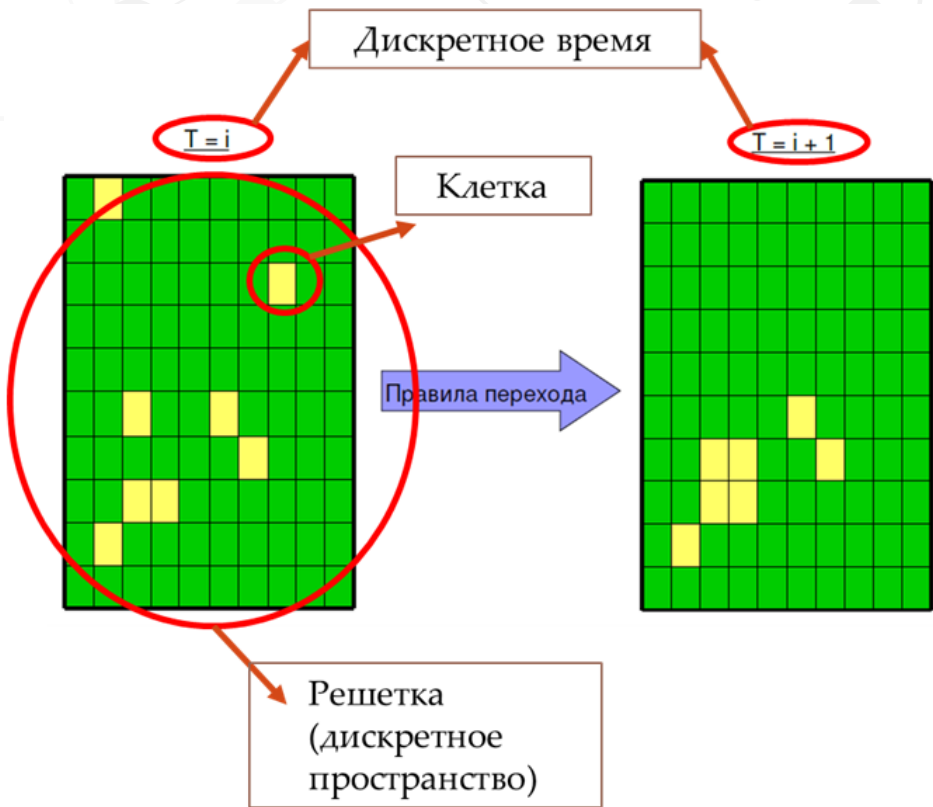 Дискретное время
T = i
T = i + 1
Клетка
Правила перехода
Решетка
(дискретное
пространство)